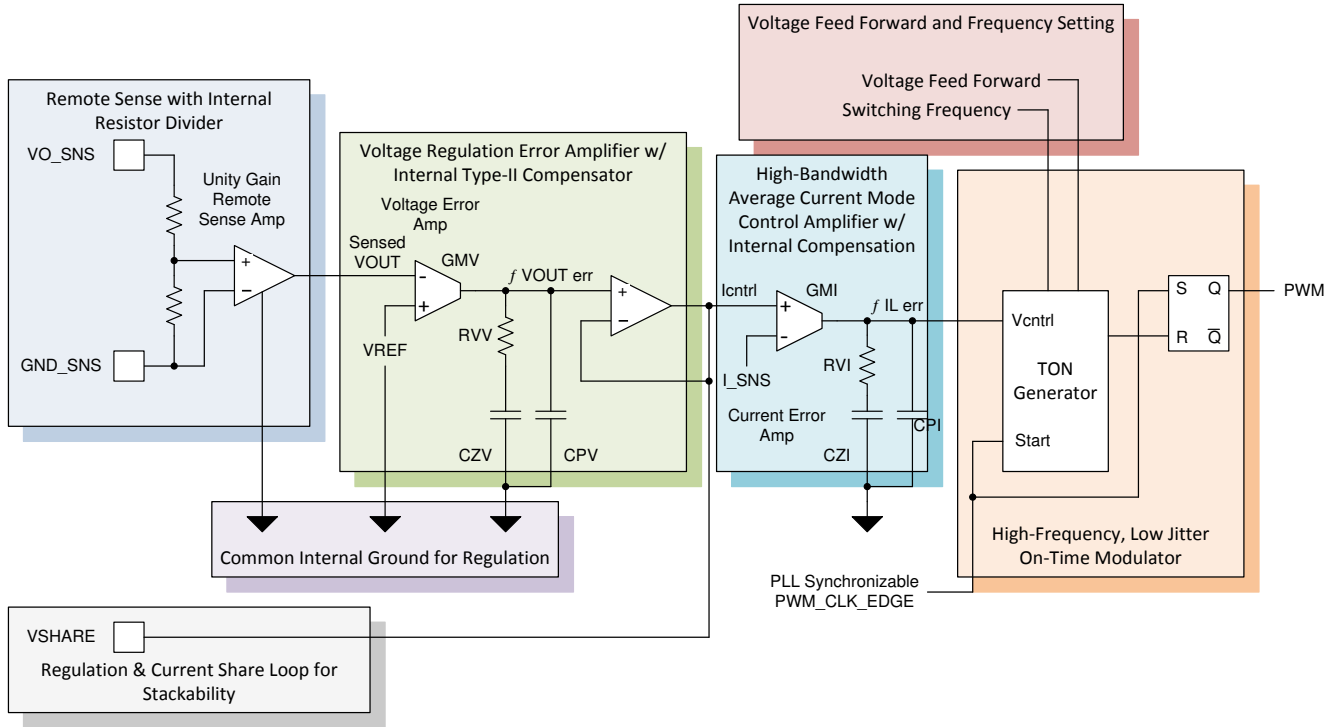 Voltage Feed Forward and Frequency Setting
Voltage Feed Forward
Switching Frequency
Remote Sense with Internal
Resistor Divider
VO_SNS
Unity Gain
Remote
Sense Amp
+
−
GND_SNS
Voltage Regulation Error Amplifier w/
Internal Type-II Compensator
Voltage Error
Amp
Sensed
VOUT
GMV
-
+
VREF
ƒ VOUT err
RVV
CZV
CPV
+
−
High-Bandwidth
Average Current Mode
Control Amplifier w/
Internal Compensation
Icntrl
GMI
+
-
I_SNS
ƒ IL err
RVI
Current Error
Amp
CZI
CPI
Vcntrl
TON
Generator
Start
S Q
R Q̅
PWM
High-Frequency, Low Jitter
On-Time Modulator
Common Internal Ground for Regulation
PLL Synchronizable
PWM_CLK_EDGE
VSHARE
Regulation & Current Share Loop for
Stackability